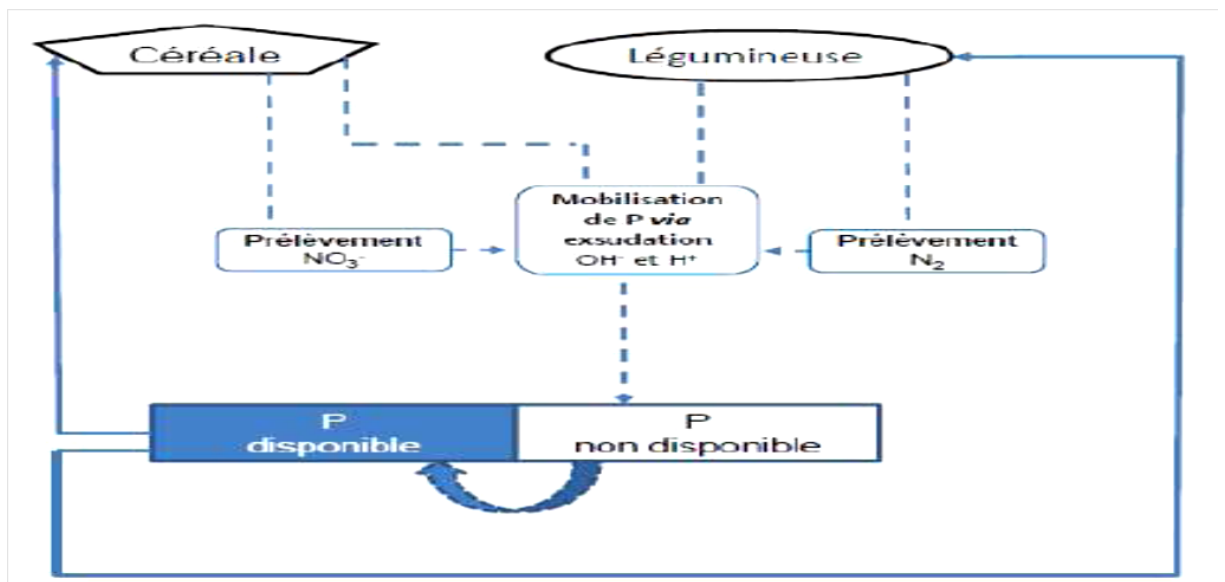 Céréale
Légumineuse
Mobilisation
de P via
exsudation
OH⁻ et H⁺
Prélèvement
NO₃⁻
Prélèvement
N₂
P
disponible
P
non disponible